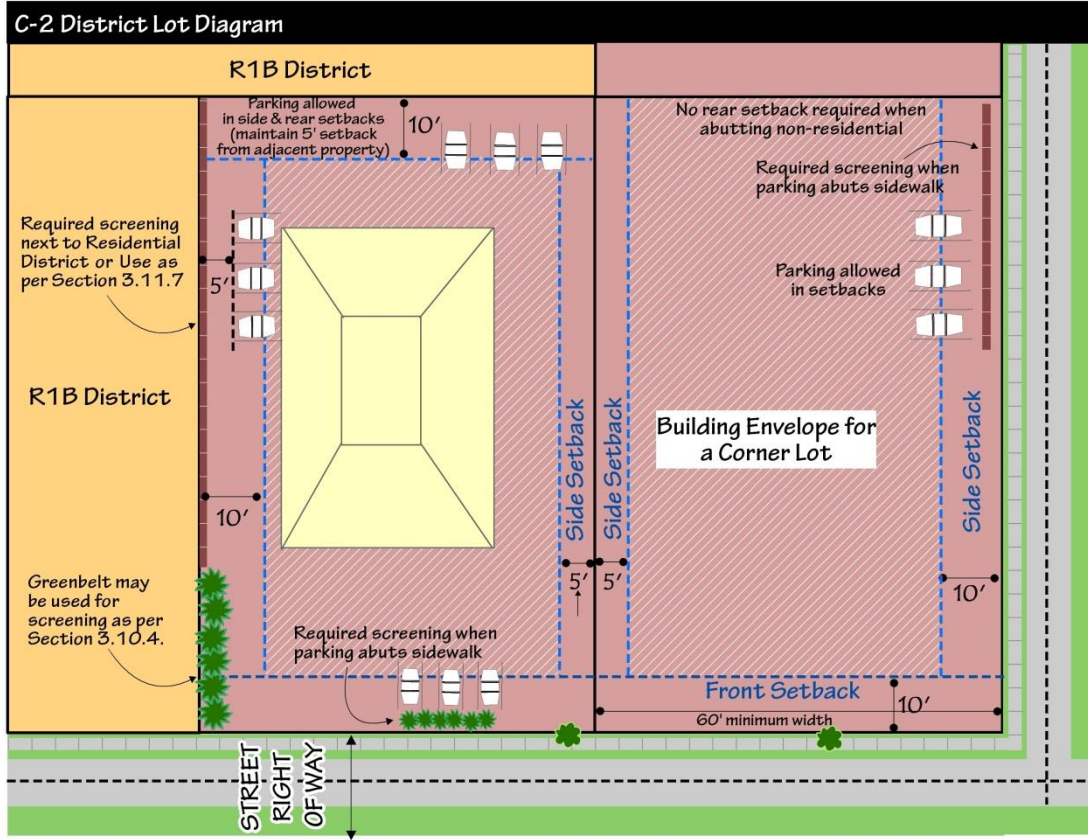 C-2 District Lot Diagram
R1B District
Parking allowed
in side & rear setbacks
(maintain 5' setback
from adjacent property)
10'
No rear setback required when
abutting non-residential
Required screening when
parking abuts sidewalk
Required screening
next to Residential
District or Use as
per Section 3.11.7
5'
Parking allowed
in setbacks
R1B District
Building Envelope for
a Corner Lot
Side Setback
Side Setback
Side Setback
10'
5'
5'
10'
Greenbelt may
be used for
screening as per
Section 3.10.4.
Required screening when
parking abuts sidewalk
Front Setback
10'
60' minimum width
STREET
RIGHT
OF WAY